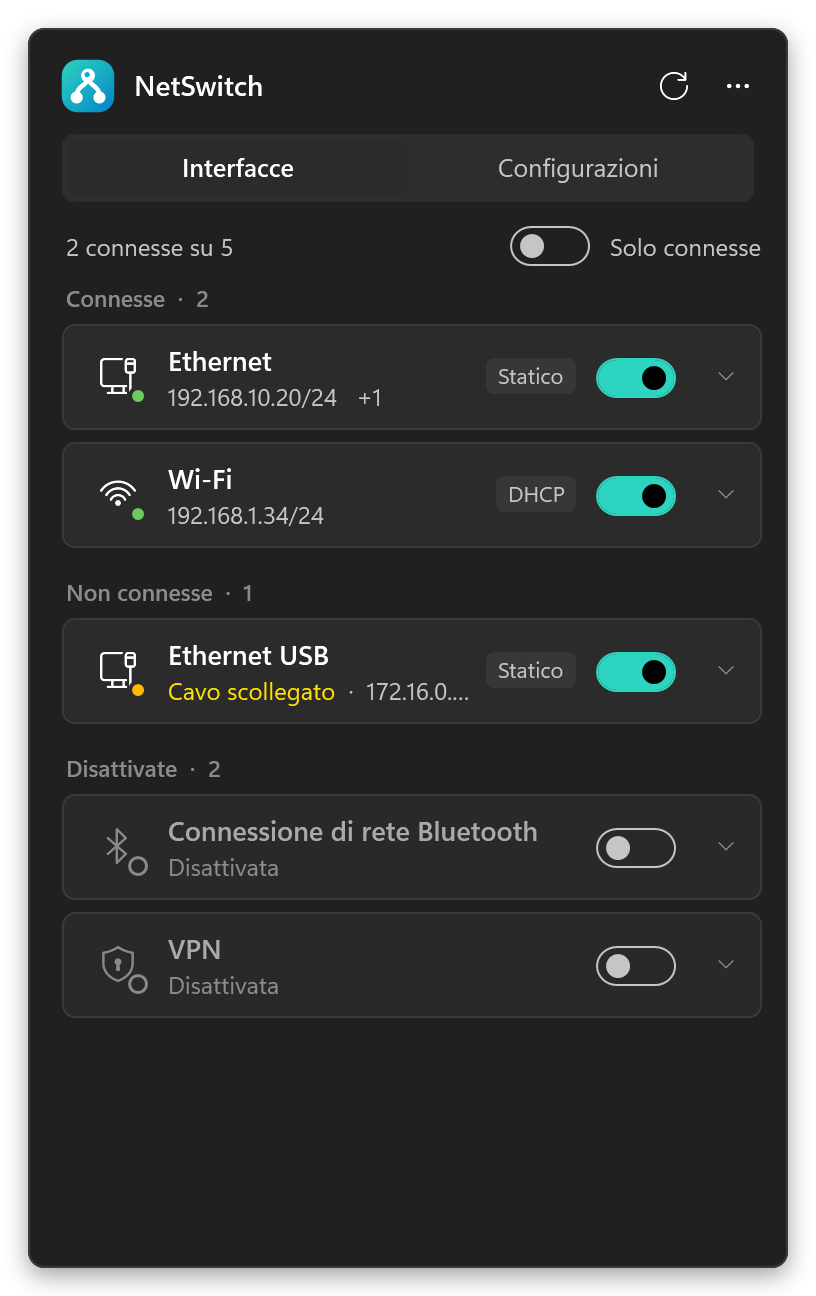 NetSwitch
Interfacce Configurazioni
2 connesse su 5 Solo connesse
Connesse · 2
Ethernet
192.168.10.20/24 +1
Statico
Wi-Fi
192.168.1.34/24
DHCP
Non connesse · 1
Ethernet USB
Cavo scollegato · 172.16.0....
Statico
Disattivate · 2
Connessione di rete Bluetooth
Disattivata
VPN
Disattivata